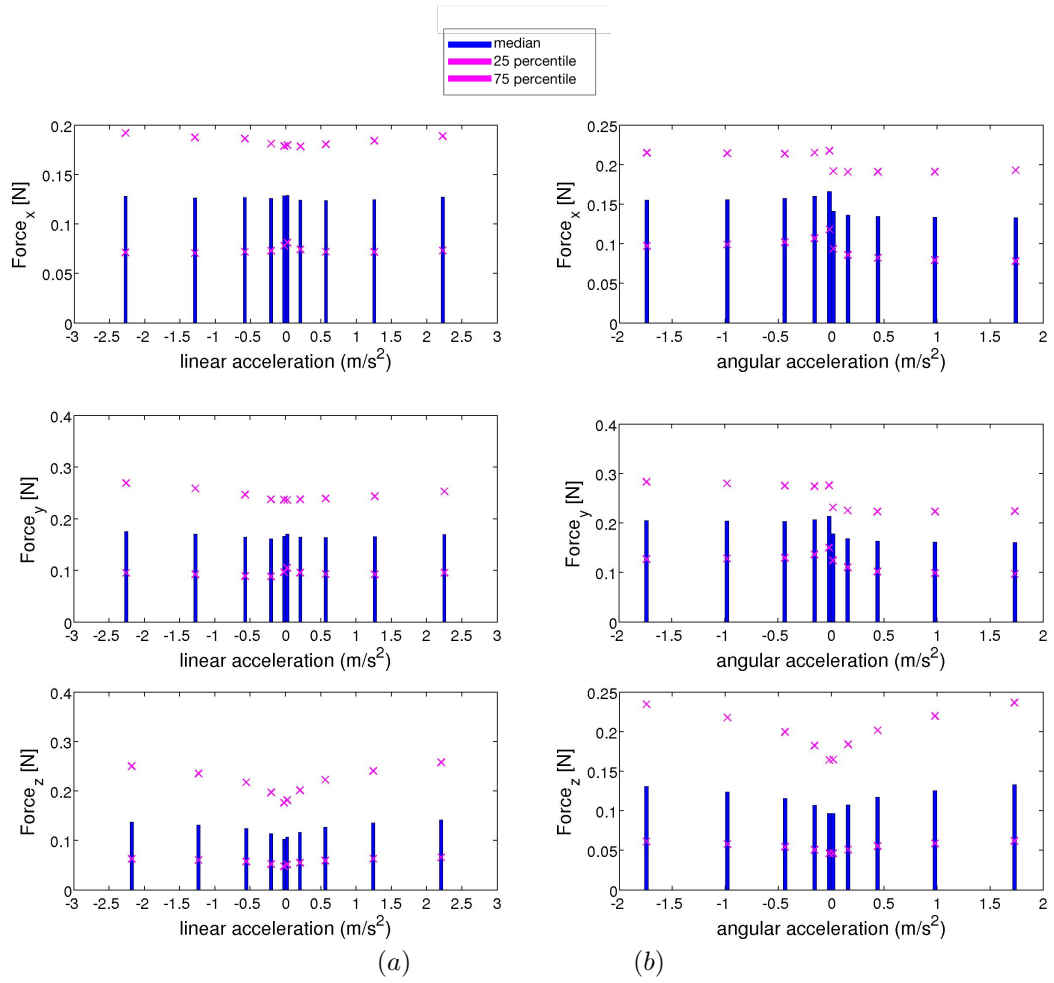 median
25 percentile
75 percentile
0.2
0.15
0.1
0.05
0
Force_x [N]
-3 -2.5 -2 -1.5 -1 -0.5 0 0.5 1 1.5 2 2.5 3
linear acceleration (m/s²)
0.25
0.2
0.15
0.1
0.05
0
Force_x [N]
-2 -1.5 -1 -0.5 0 0.5 1 1.5 2
angular acceleration (m/s²)
0.4
0.3
0.2
0.1
0
Force_y [N]
-3 -2.5 -2 -1.5 -1 -0.5 0 0.5 1 1.5 2 2.5 3
linear acceleration (m/s²)
0.4
0.3
0.2
0.1
0
Force_y [N]
-2 -1.5 -1 -0.5 0 0.5 1 1.5 2
angular acceleration (m/s²)
0.4
0.3
0.2
0.1
0
Force_z [N]
-3 -2.5 -2 -1.5 -1 -0.5 0 0.5 1 1.5 2 2.5 3
linear acceleration (m/s²)
0.25
0.2
0.15
0.1
0.05
0
Force_z [N]
-2 -1.5 -1 -0.5 0 0.5 1 1.5 2
angular acceleration (m/s²)
(a) (b)